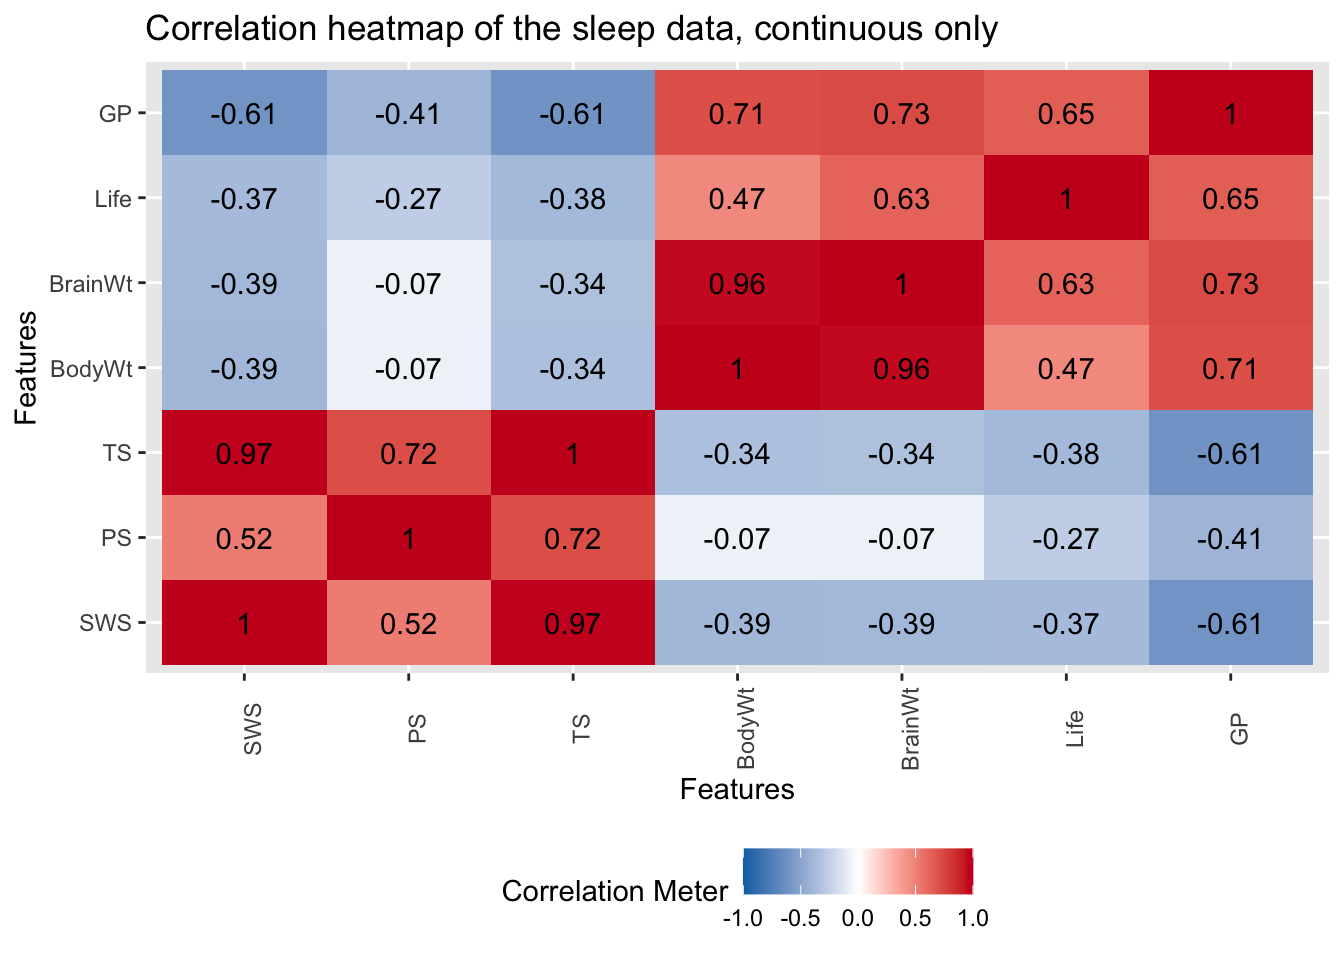 Correlation heatmap of the sleep data, continuous only
Features
GP -0.61 -0.41 -0.61 0.71 0.73 0.65 1
Life -0.37 -0.27 -0.38 0.47 0.63 1 0.65
BrainWt -0.39 -0.07 -0.34 0.96 1 0.63 0.73
BodyWt -0.39 -0.07 -0.34 1 0.96 0.47 0.71
TS 0.97 0.72 1 -0.34 -0.34 -0.38 -0.61
PS 0.52 1 0.72 -0.07 -0.07 -0.27 -0.41
SWS 1 0.52 0.97 -0.39 -0.39 -0.37 -0.61
SWS PS TS BodyWt BrainWt Life GP
Features
Correlation Meter
-1.0 -0.5 0.0 0.5 1.0